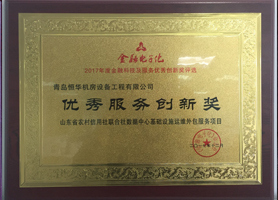 金融电子化
2017年度金融科技及服务优秀创新奖评选
青岛恒华机房设备工程有限公司
优秀服务创新奖
山东省农村信用社联合社数据中心基础设施运维外包服务项目